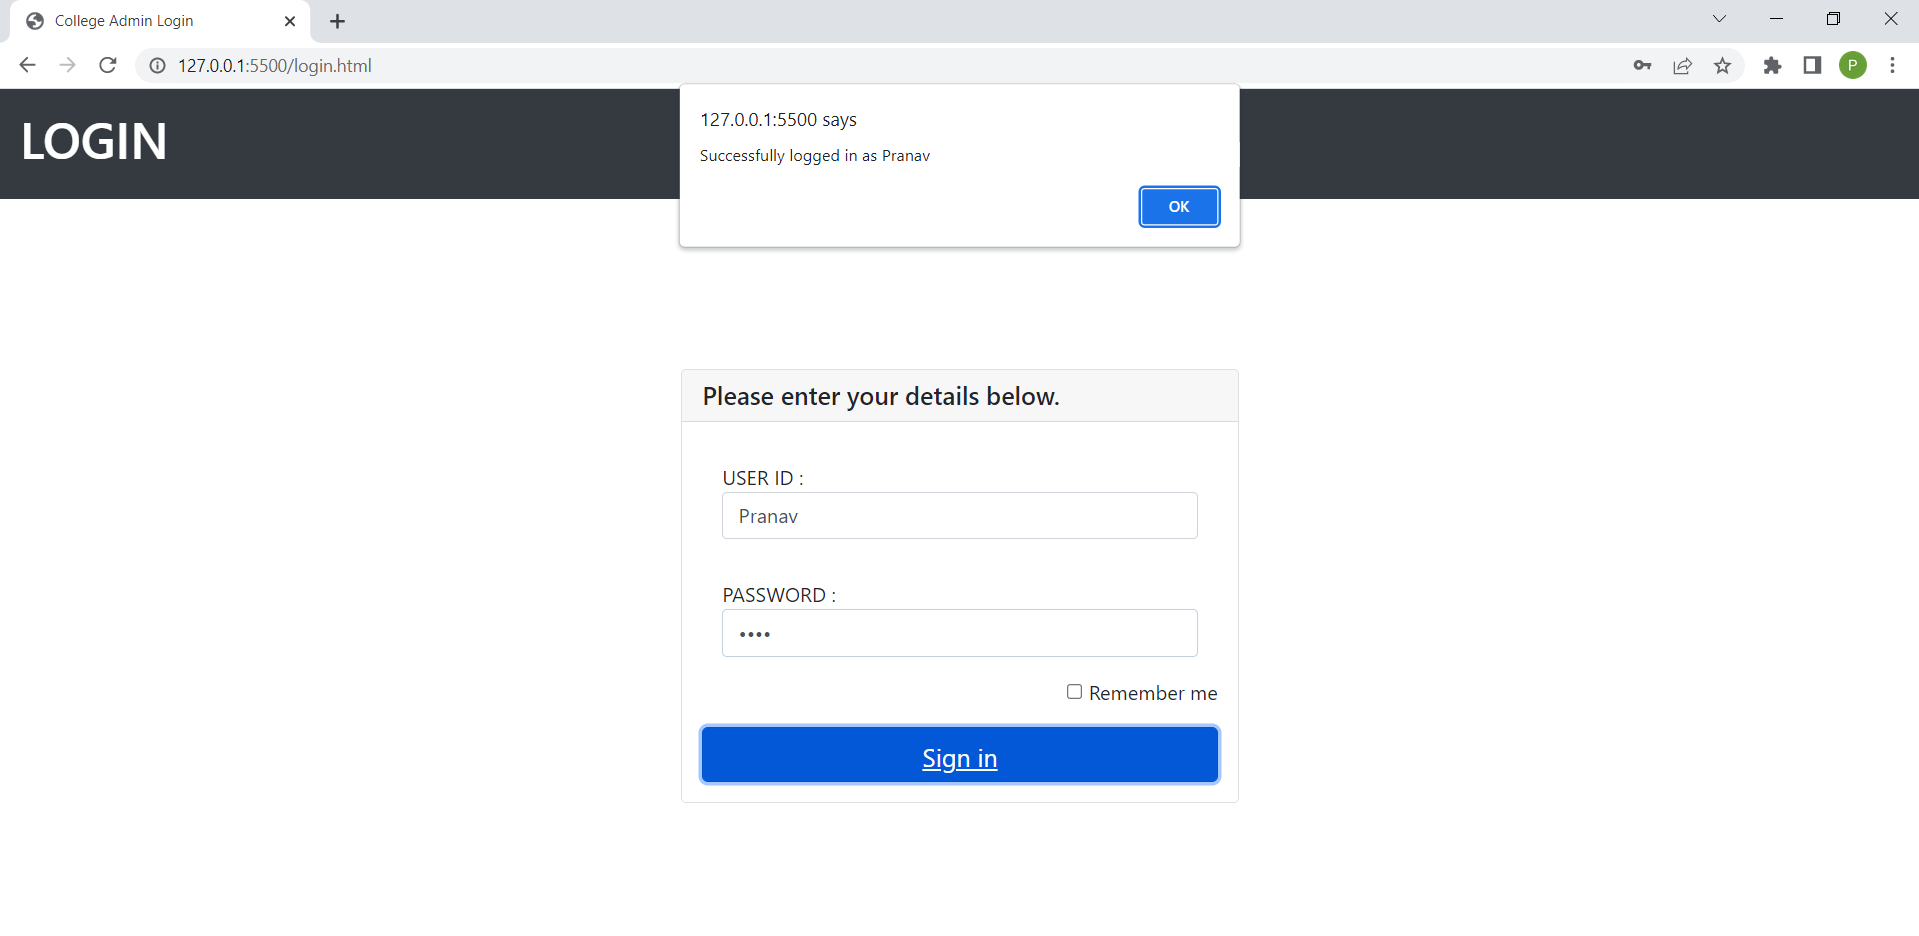 College Admin Login
127.0.0.1:5500/login.html
P
LOGIN
127.0.0.1:5500 says
Successfully logged in as Pranav
OK
Please enter your details below.
USER ID :
Pranav
PASSWORD :
••••
Remember me
Sign in